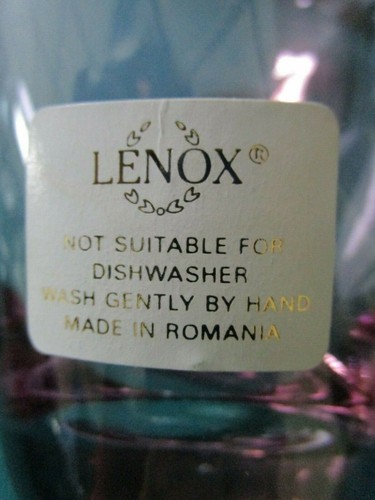 LENOX®
NOT SUITABLE FOR
DISHWASHER
WASH GENTLY BY HAND
MADE IN ROMANIA